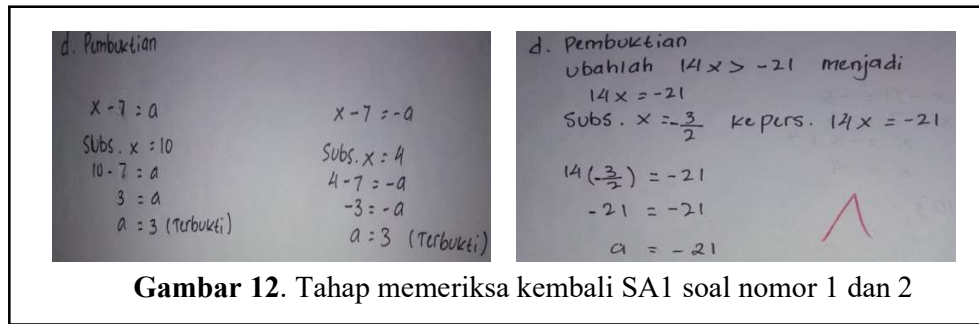 d. Pembuktian
x - 7 = a
Subs. x = 10
10 - 7 = a
3 = a
a = 3 (Terbukti)
x - 7 = -a
Subs. x = 4
4 - 7 = -a
-3 = -a
a = 3 (Terbukti)
d. Pembuktian
Ubahlah 14x > -21 menjadi
14x = -21
Subs. x = -3/2 ke pers. 14x = -21
14(-3/2) = -21
-21 = -21
a = -21
Gambar 12. Tahap memeriksa kembali SA1 soal nomor 1 dan 2